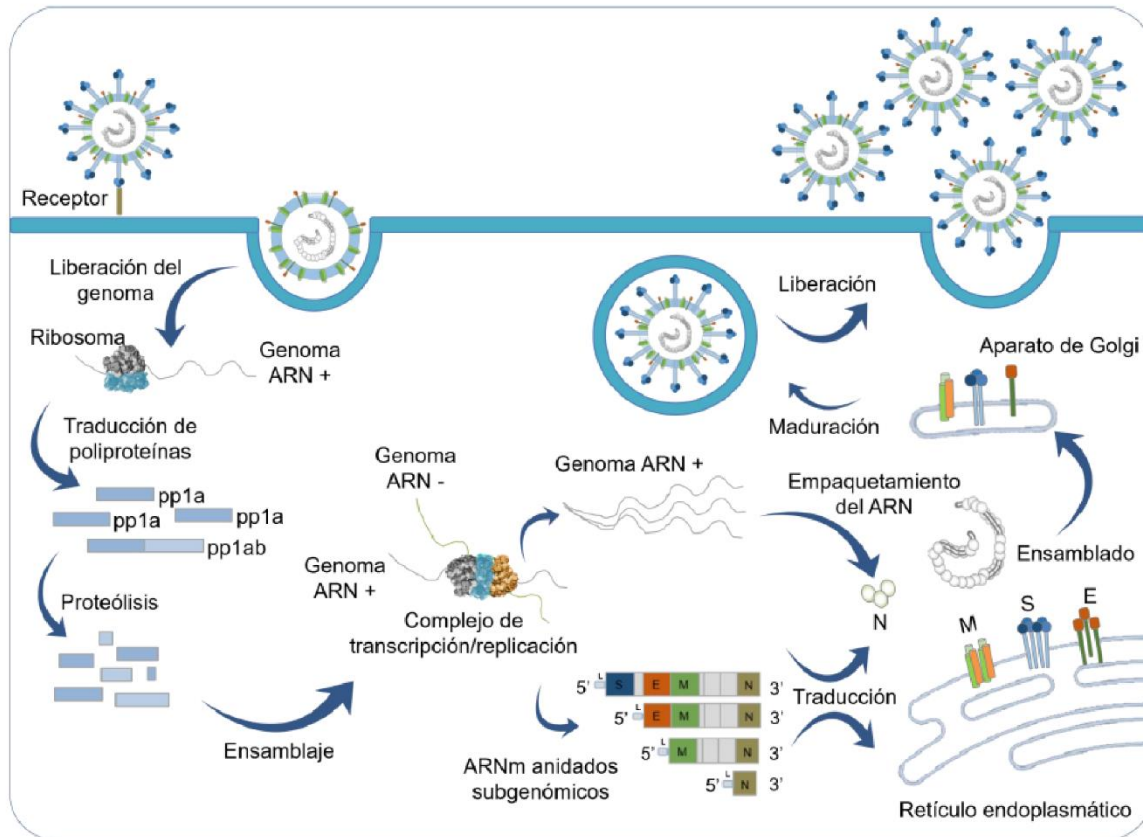 Receptor
Liberación del
genoma
Ribosoma
Genoma
ARN +
Traducción de
poliproteínas
pp1a
pp1a
pp1a
pp1ab
Proteólisis
Ensamblaje
Genoma
ARN -
Genoma
ARN +
Complejo de
transcripción/replicación
Genoma ARN +
ARNm anidados
subgenómicos
5' L S E M N 3'
5' L E M N 3'
5' L M N 3'
5' L N 3'
Traducción
Empaquetamiento
del ARN
N
M S E
Retículo endoplasmático
Ensamblado
Aparato de Golgi
Maduración
Liberación